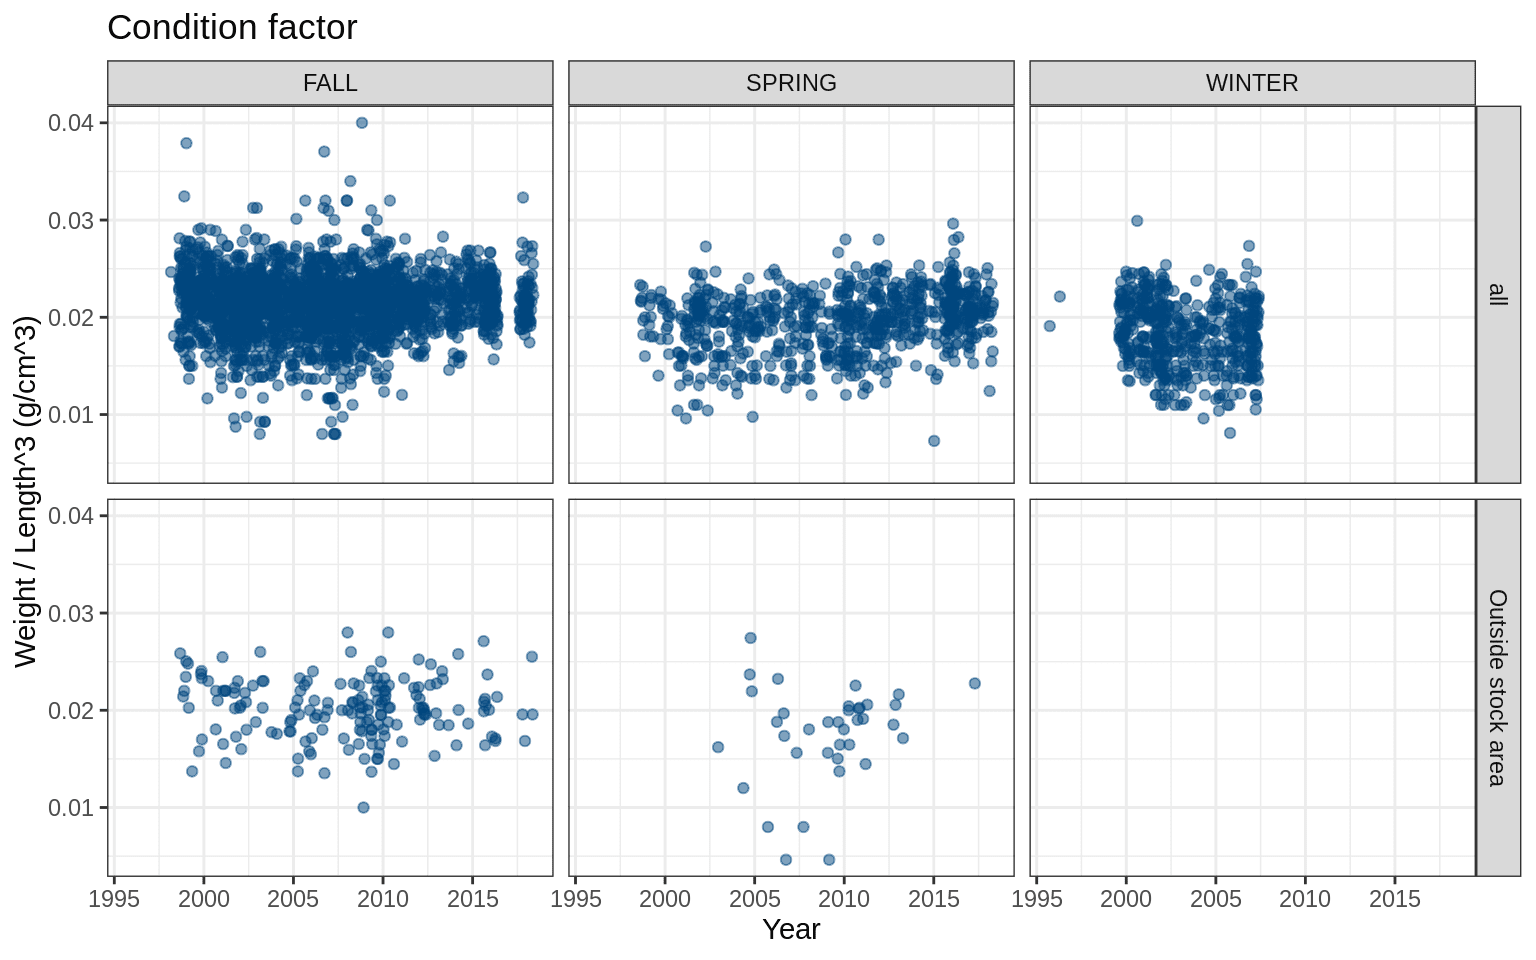 Condition factor
FALL
SPRING
WINTER
0.04
0.03
0.02
0.01
all
Weight / Length^3 (g/cm^3)
0.04
0.03
0.02
0.01
Outside stock area
1995 2000 2005 2010 2015
1995 2000 2005 2010 2015
1995 2000 2005 2010 2015
Year